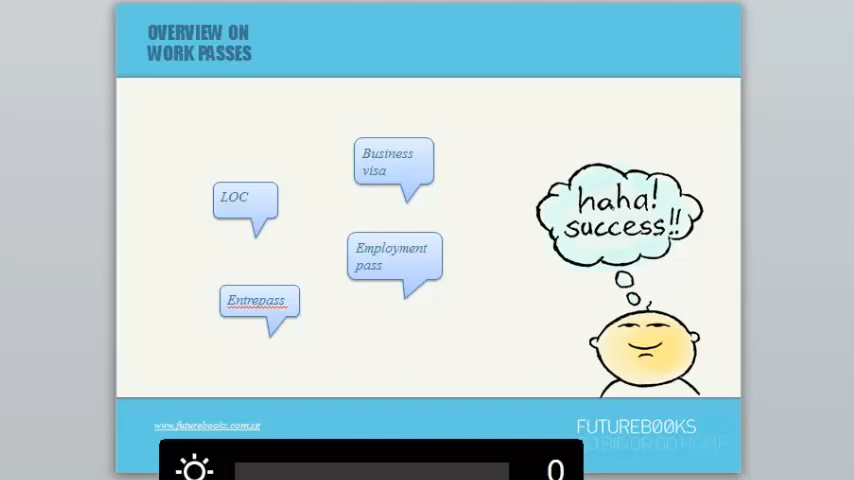 OVERVIEW ON
WORK PASSES
Business
visa
LOC
Employment
pass
Entrepass
haha!
success!!
www.futurebooks.com.sg
FUTUREB00KS
GO BIG OR GO HOME
0